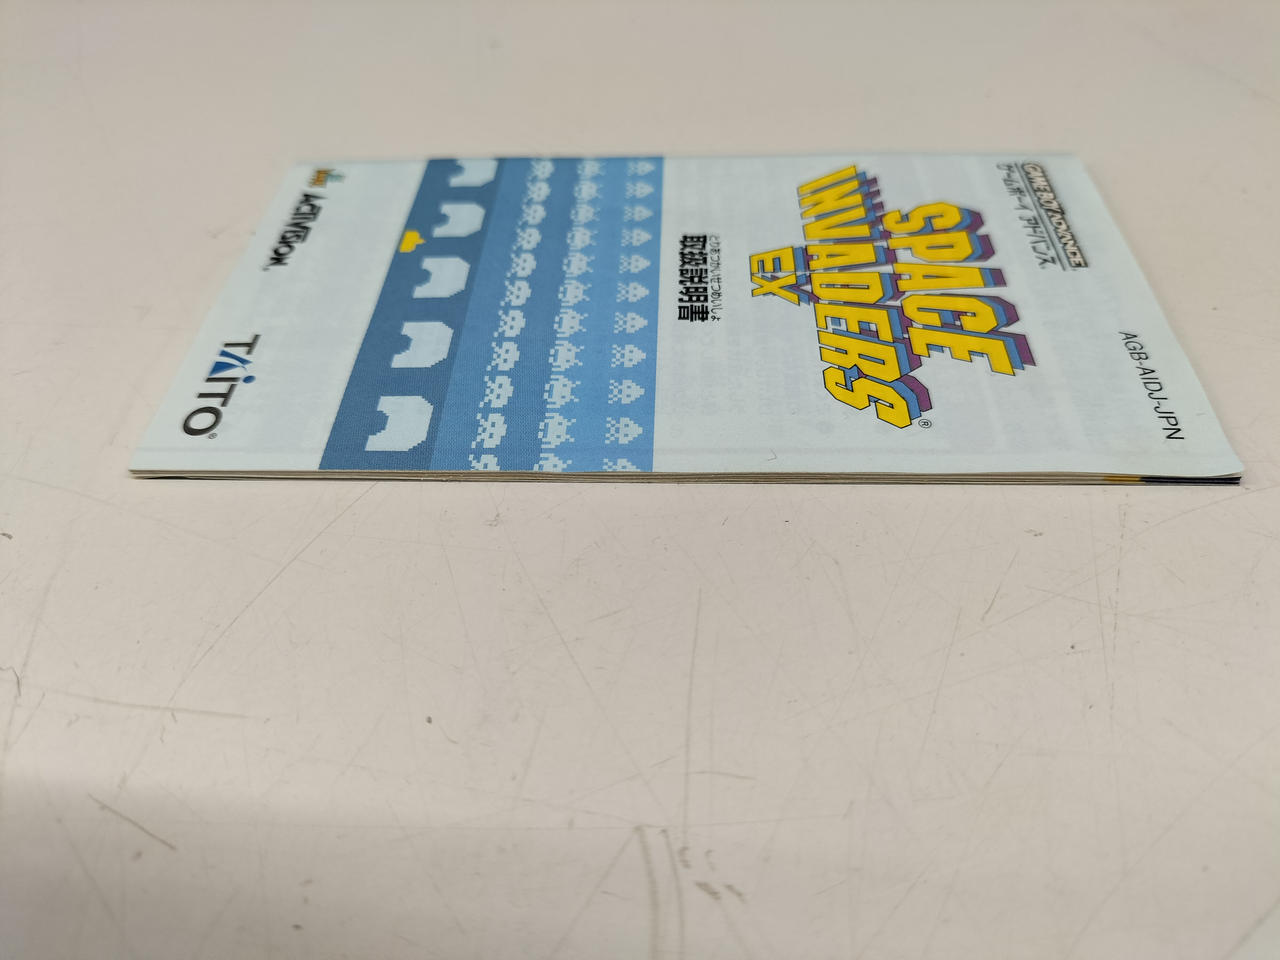 AGB-AIDJ-JPN
GAME BOY ADVANCE
ゲームボーイアドバンス
SPACE
INVADERS®
EX
とりあつかいせつめいしょ
取扱説明書
ACTIVISION.
TAITO®